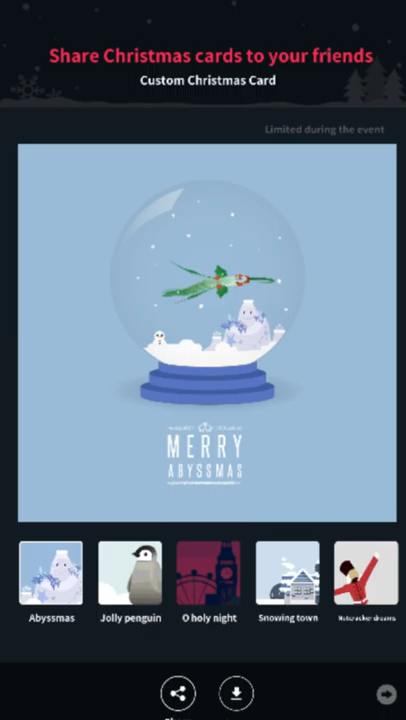 Share Christmas cards to your friends
Custom Christmas Card
Limited during the event
MERRY
ABYSSMAS
Abyssmas
Jolly penguin
O holy night
Snowing town
Nutcracker dreams